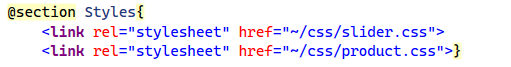 @section Styles{
<link rel="stylesheet" href="~/css/slider.css">
<link rel="stylesheet" href="~/css/product.css">}